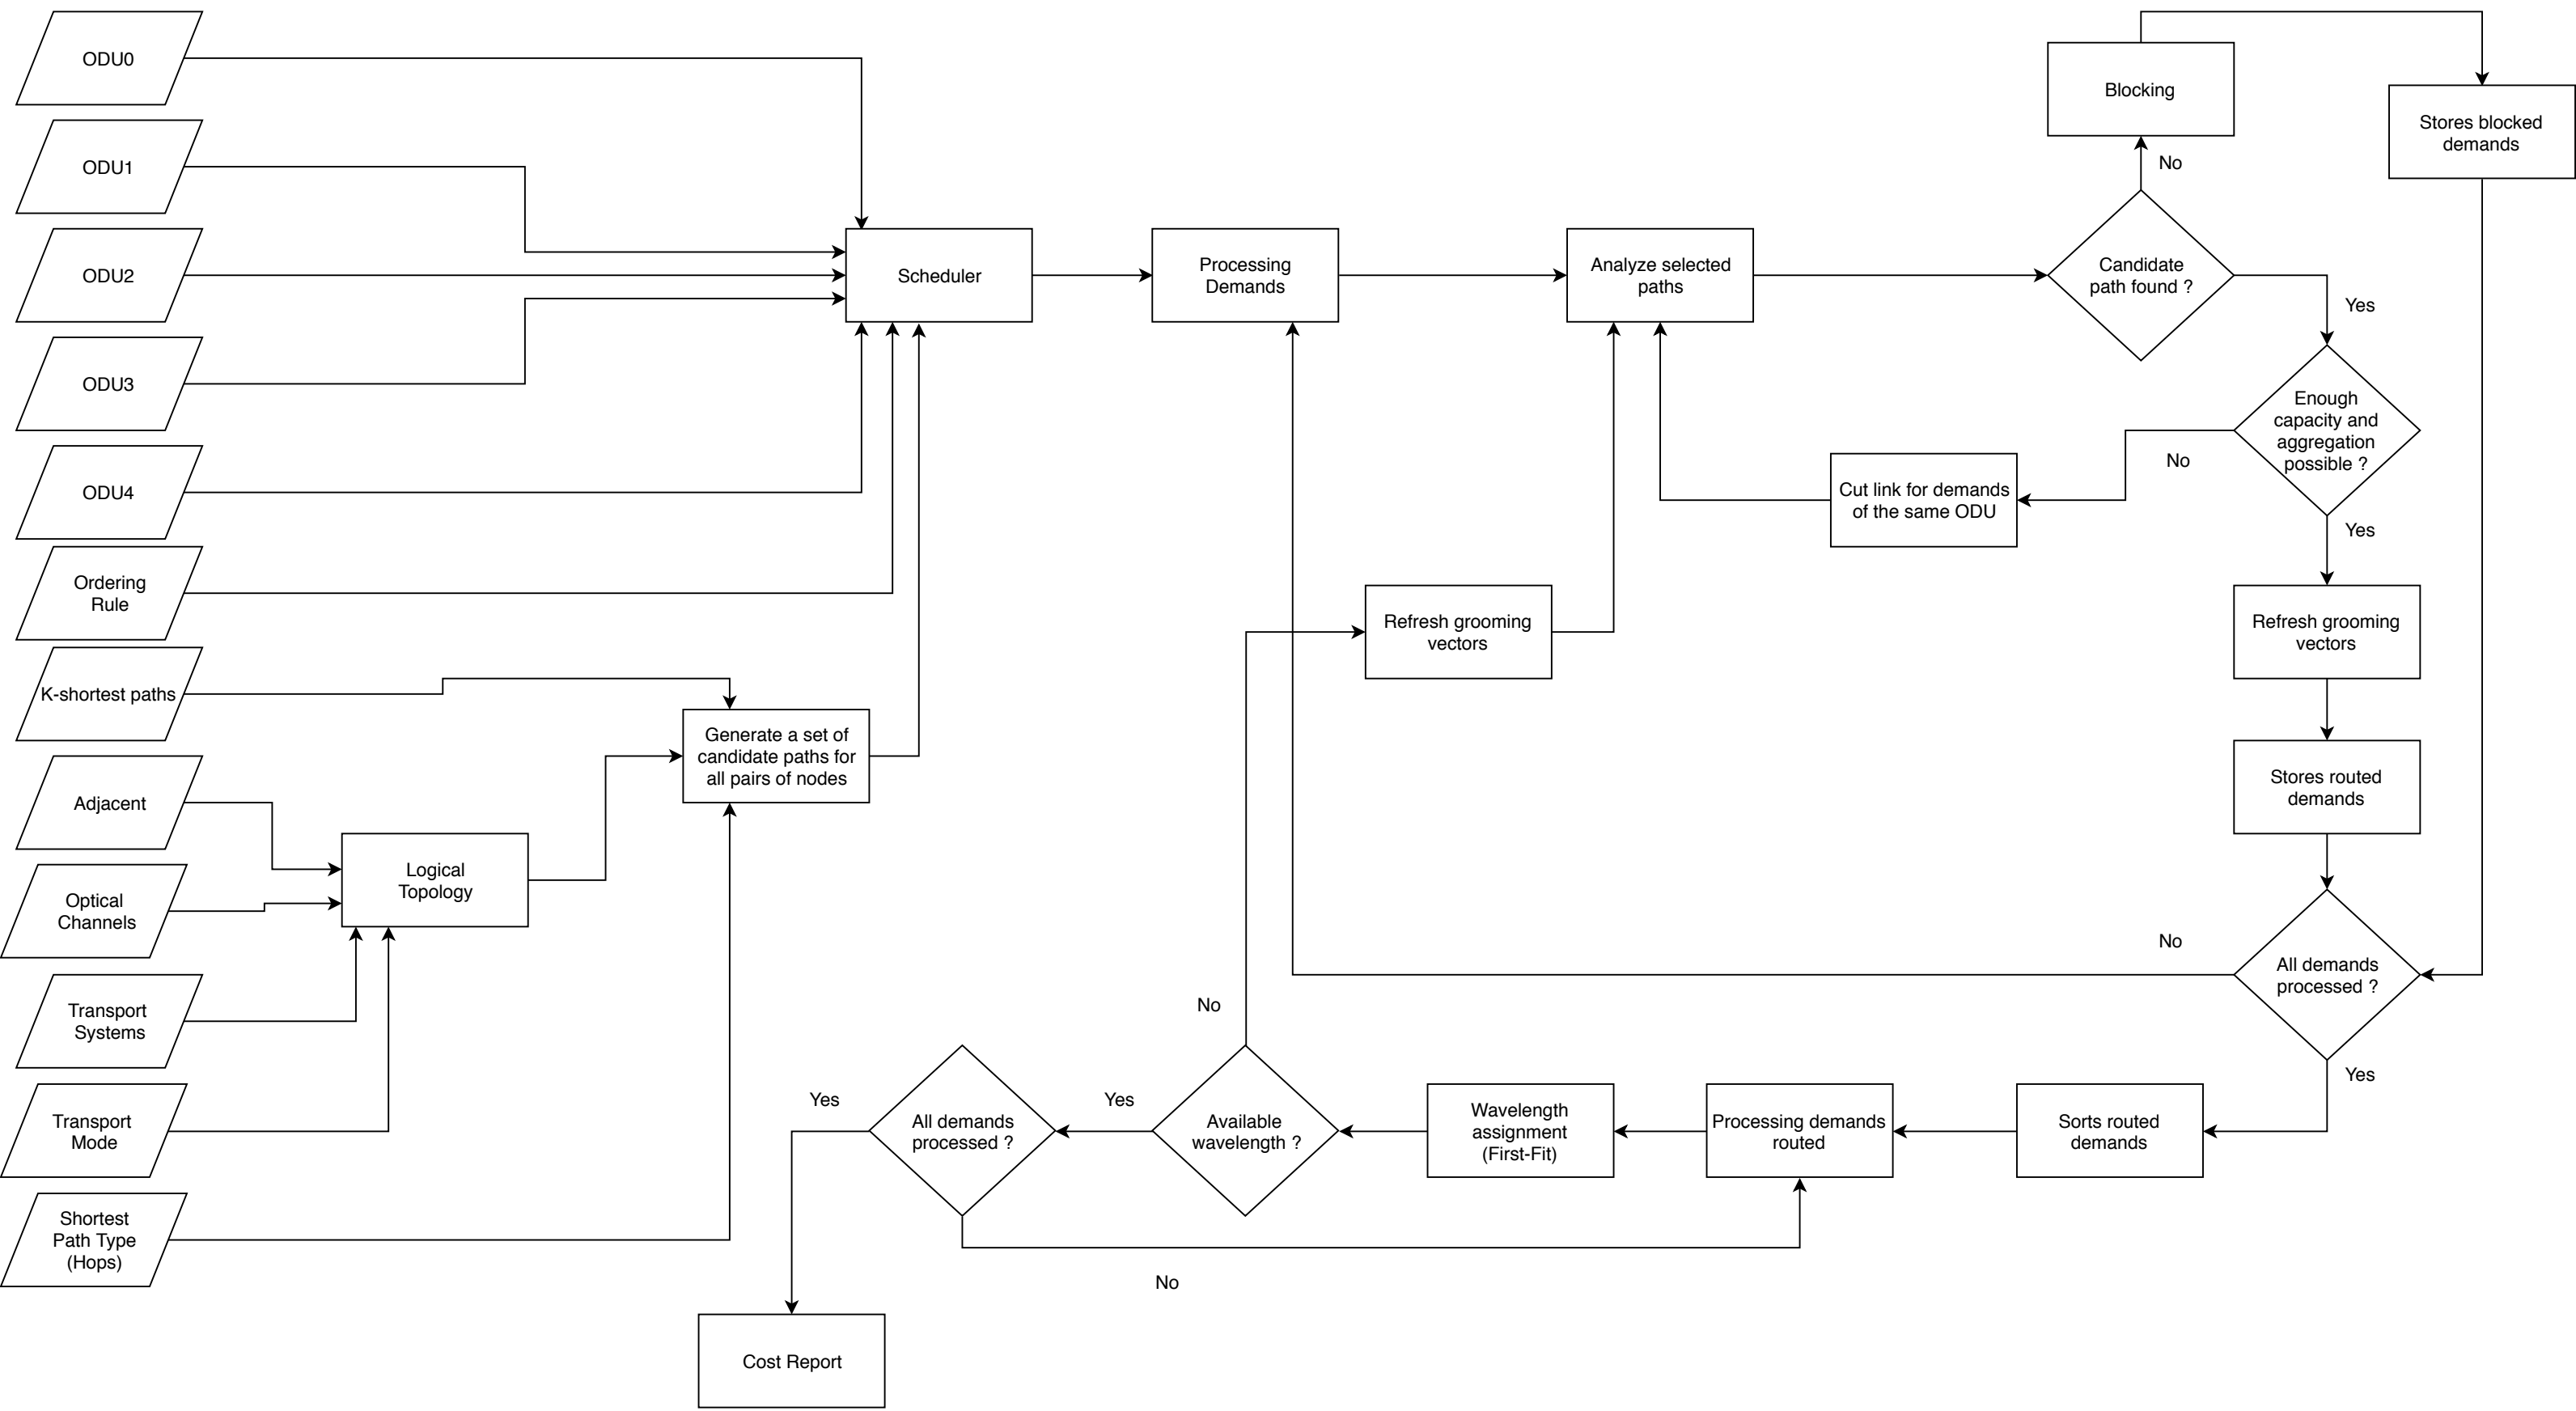 ODU0
ODU1
ODU2
ODU3
ODU4
Ordering
Rule
K-shortest paths
Adjacent
Optical
Channels
Transport
Systems
Transport
Mode
Shortest
Path Type
(Hops)
Logical
Topology
Generate a set of
candidate paths for
all pairs of nodes
Scheduler
Processing
Demands
Analyze selected
paths
Candidate
path found ?
No
Blocking
Stores blocked
demands
Yes
Enough
capacity and
aggregation
possible ?
No
Cut link for demands
of the same ODU
Yes
Refresh grooming
vectors
Refresh grooming
vectors
Stores routed
demands
All demands
processed ?
No
Yes
Sorts routed
demands
Processing demands
routed
Wavelength
assignment
(First-Fit)
Available
wavelength ?
No
Yes
All demands
processed ?
Yes
No
Cost Report